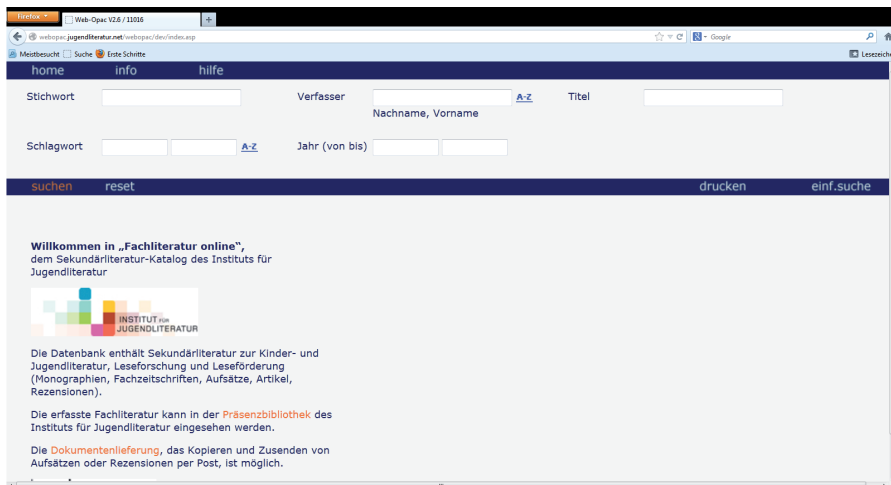 Firefox
Web-Opac V2.6 / 11016
webopac.jugendliteratur.net/webopac/dev/index.asp
Google
Meistbesucht Suche Erste Schritte Lesezeich
home info hilfe
Stichwort Verfasser A-Z Titel
Nachname, Vorname
Schlagwort A-Z Jahr (von bis)
suchen reset drucken einf.suche
Willkommen in „Fachliteratur online“,
dem Sekundärliteratur-Katalog des Instituts für
Jugendliteratur
INSTITUT FÜR
JUGENDLITERATUR
Die Datenbank enthält Sekundärliteratur zur Kinder- und
Jugendliteratur, Leseforschung und Leseförderung
(Monographien, Fachzeitschriften, Aufsätze, Artikel,
Rezensionen).
Die erfasste Fachliteratur kann in der Präsenzbibliothek des
Instituts für Jugendliteratur eingesehen werden.
Die Dokumentenlieferung, das Kopieren und Zusenden von
Aufsätzen oder Rezensionen per Post, ist möglich.